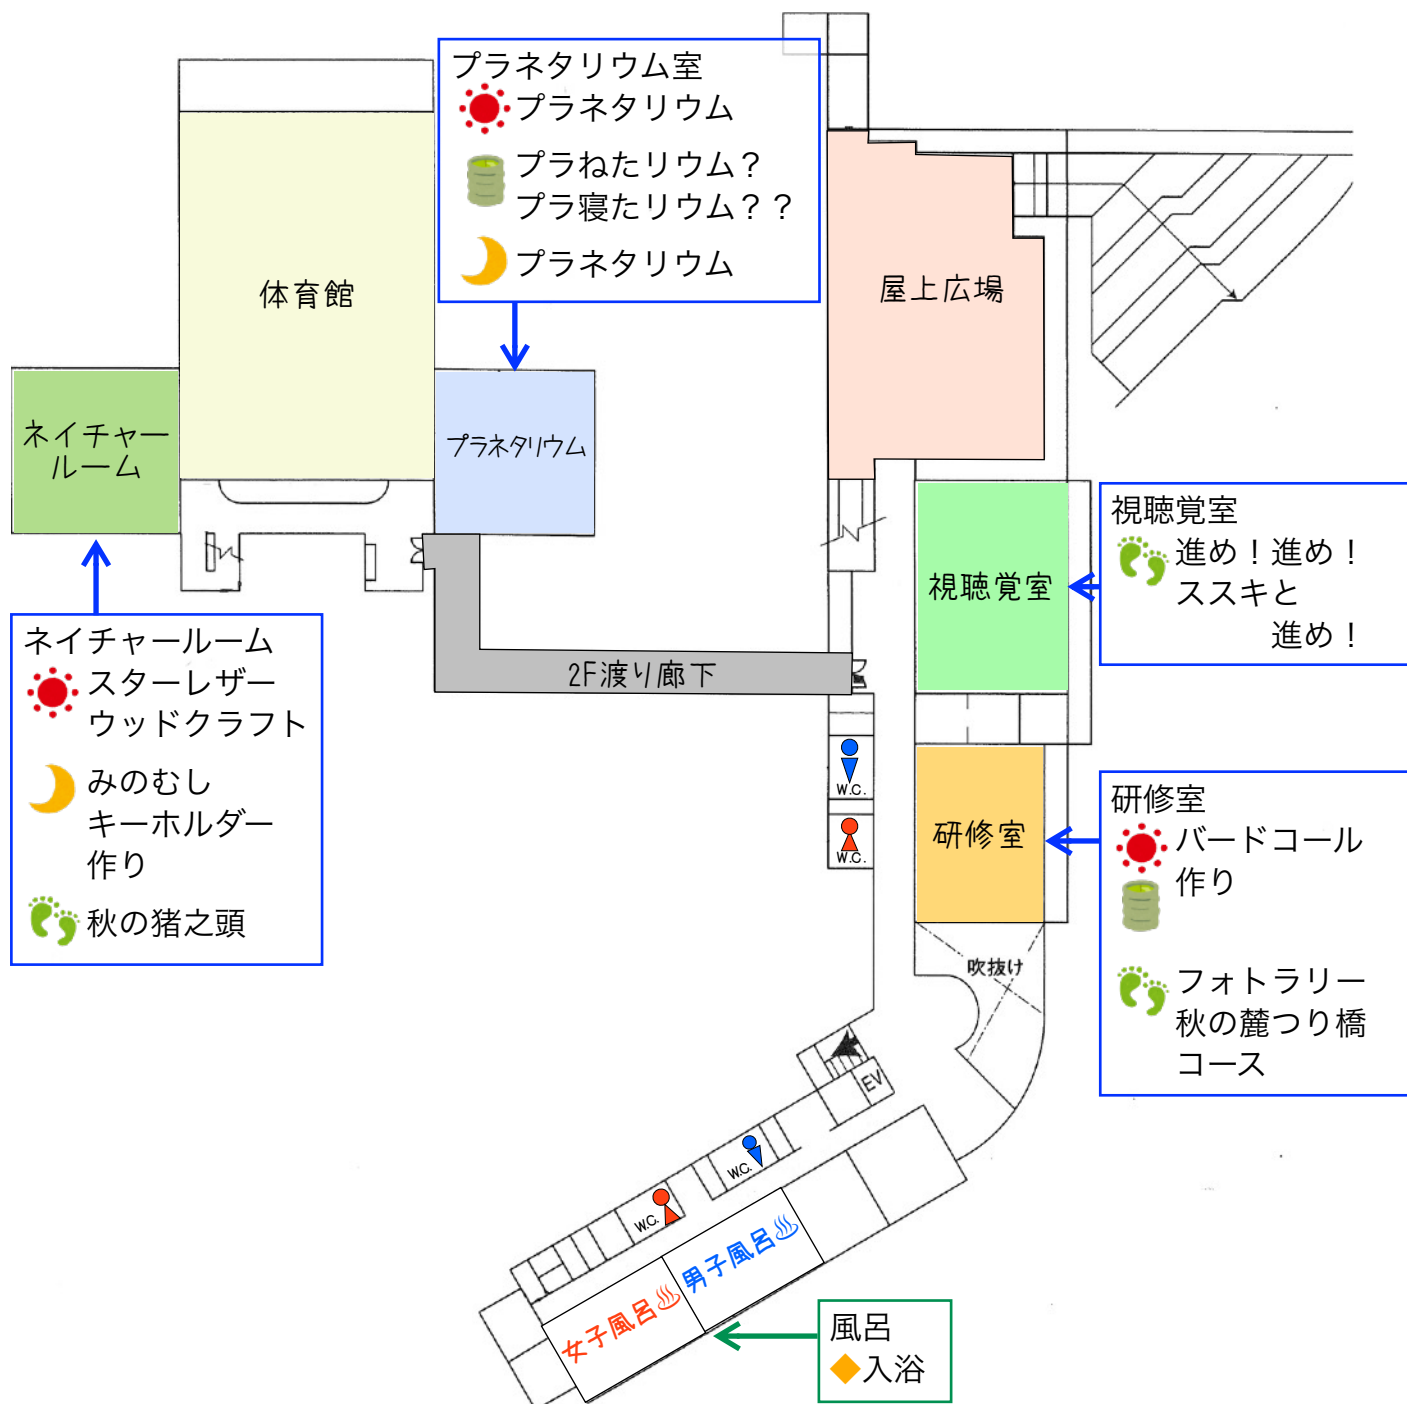 プラネタリウム室
プラネタリウム
プラねたリウム？
プラ寝たリウム？？
プラネタリウム
体育館
屋上広場
ネイチャー
ルーム
プラネタリウム
視聴覚室
進め！進め！
ススキと
進め！
視聴覚室
ネイチャールーム
スターレザー
ウッドクラフト
みのむし
キーホルダー
作り
秋の猪之頭
2F渡り廊下
W.C.
W.C.
研修室
研修室
バードコール
作り
フォトラリー
秋の麓つり橋
コース
吹抜け
EV
W.C.
W.C.
男子風呂
女子風呂
風呂
入浴